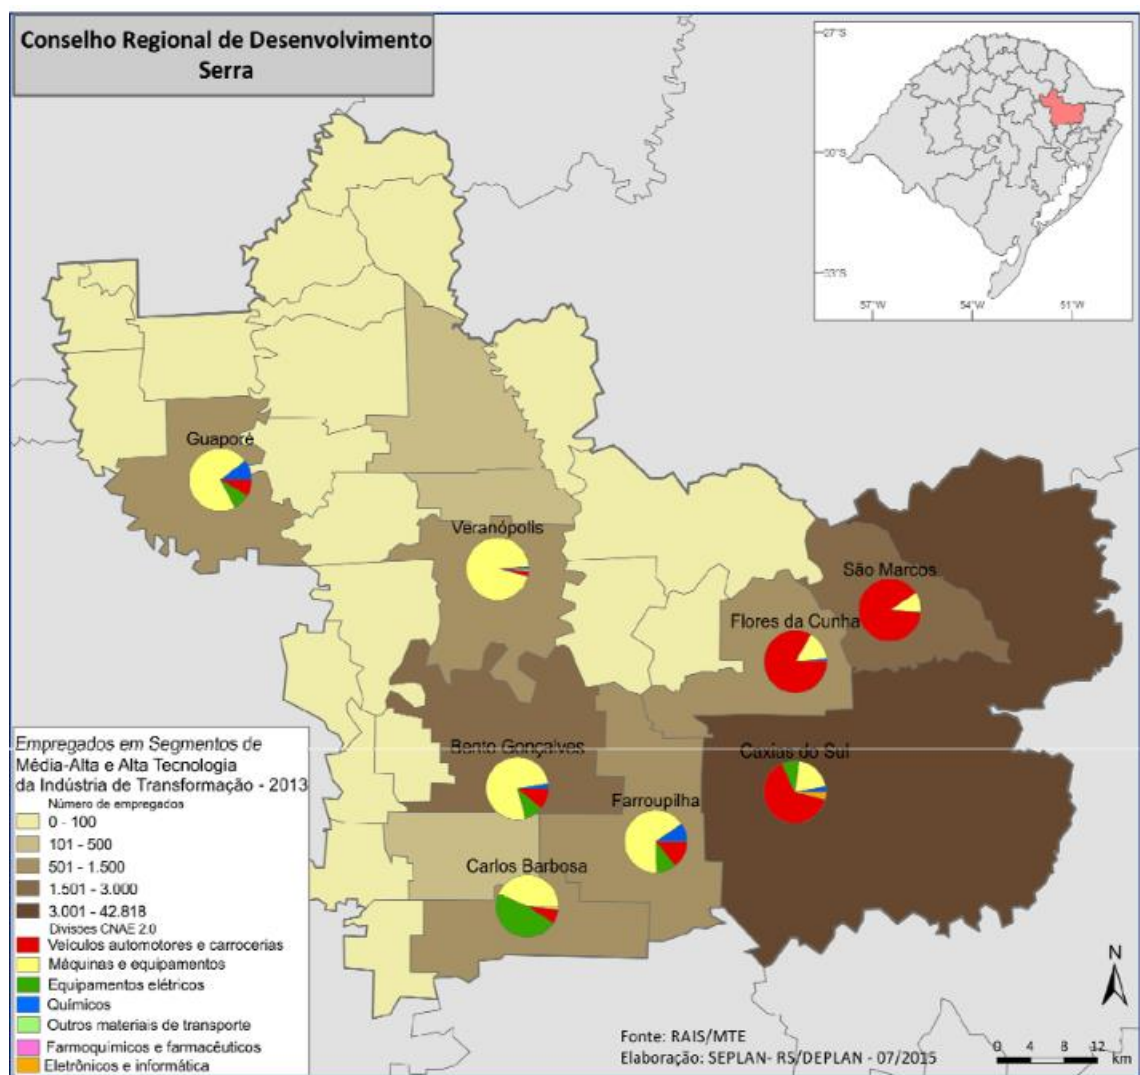 Conselho Regional de Desenvolvimento
Serra
27°S
30°S
33°S
57°W
54°W
51°W
Guaporé
Veranópolis
São Marcos
Flores da Cunha
Bento Gonçalves
Caxias do Sul
Farroupilha
Carlos Barbosa
Empregados em Segmentos de
Média-Alta e Alta Tecnologia
da Indústria de Transformação - 2013
Número de empregados
0 - 100
101 - 500
501 - 1.500
1.501 - 3.000
3.001 - 42.818
Divisões CNAE 2.0
Veículos automotores e carrocerias
Máquinas e equipamentos
Equipamentos elétricos
Químicos
Outros materiais de transporte
Farmoquímicos e farmacêuticos
Eletrônicos e informática
Fonte: RAIS/MTE
Elaboração: SEPLAN- RS/DEPLAN - 07/2015
N
0 4 8 12
km